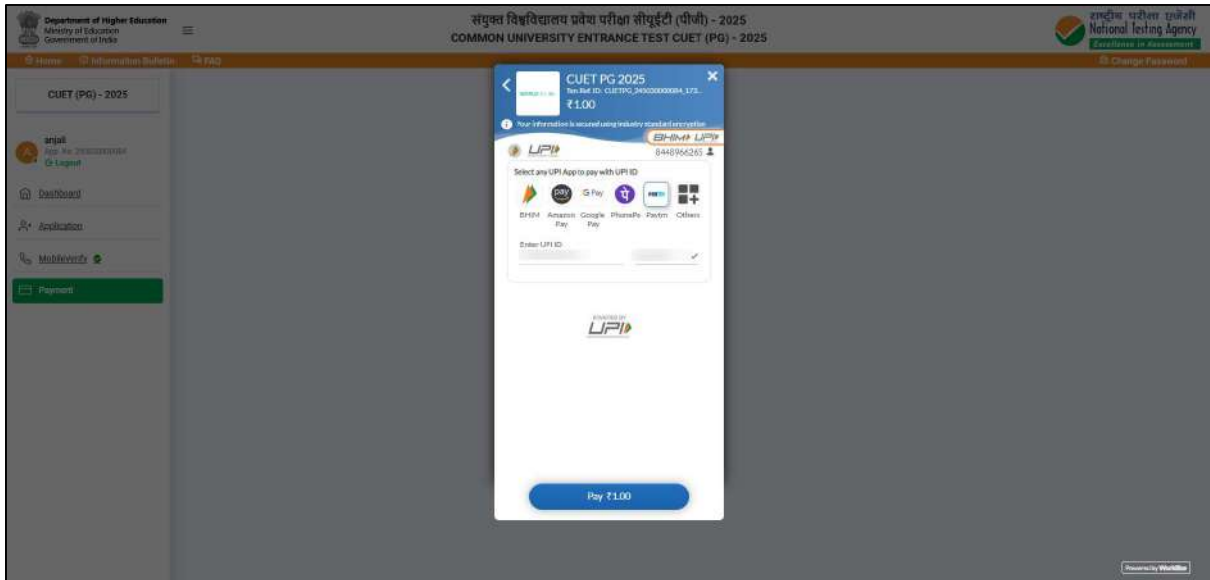 Department of Higher Education
Ministry of Education
Government of India
संयुक्त विश्वविद्यालय प्रवेश परीक्षा सीयूईटी (पीजी) - 2025
COMMON UNIVERSITY ENTRANCE TEST CUET (PG) - 2025
राष्ट्रीय परीक्षा एजेंसी
National Testing Agency
Excellence in Assessment
Home
Information Bulletin
FAQ
Change Password
CUET (PG) - 2025
anjali
Logout
Dashboard
Application
MobileVerify
Payment
CUET PG 2025
₹1.00
Your information is secured using industry standard encryption
BHIM UPI
UPI
8448966265
Select any UPI App to pay with UPI ID
pay
G Pay
BHIM
Amazon Pay
Google Pay
PhonePe
Paytm
Others
Enter UPI ID
POWERED BY
UPI
Pay ₹1.00
Powered by Worldline